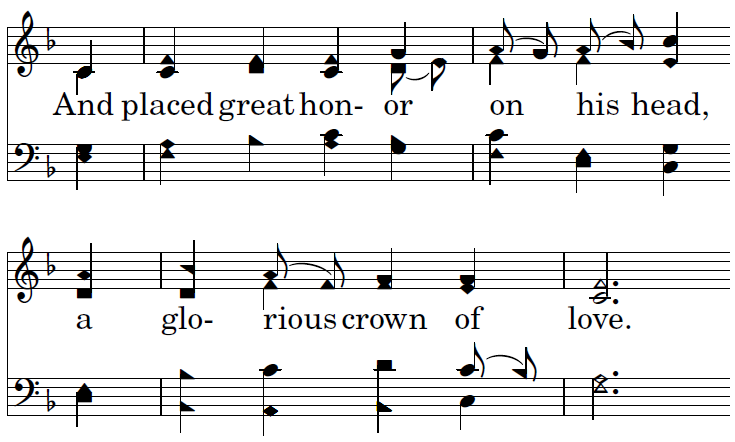 And placed great hon- or on his head,
a glo- rious crown of love.